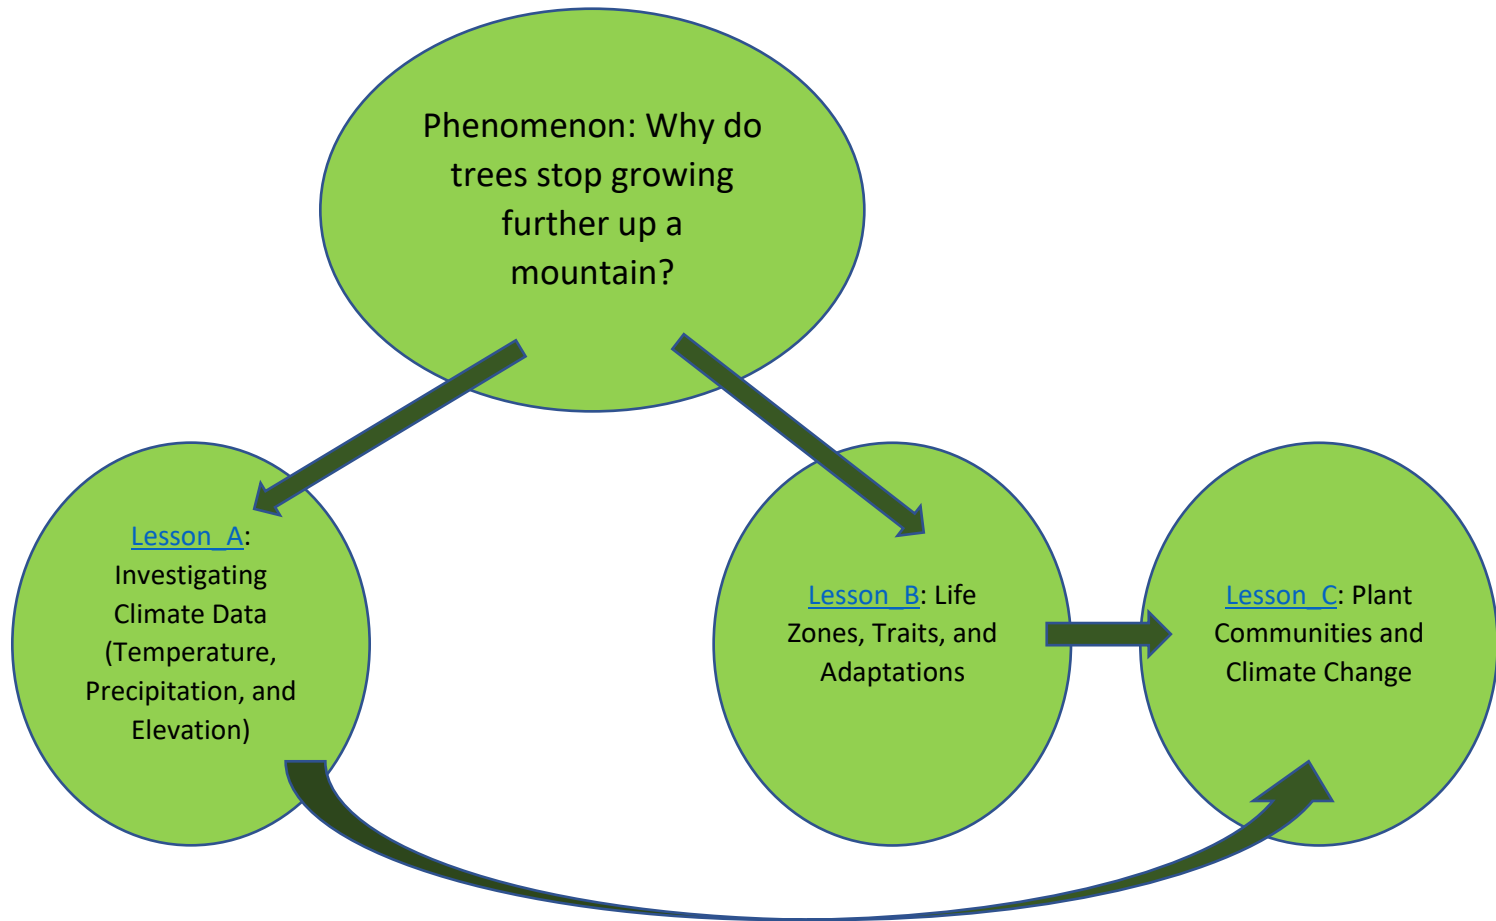 Phenomenon: Why do
trees stop growing
further up a
mountain?
Lesson_A:
Investigating
Climate Data
(Temperature,
Precipitation, and
Elevation)
Lesson_B: Life
Zones, Traits, and
Adaptations
Lesson_C: Plant
Communities and
Climate Change